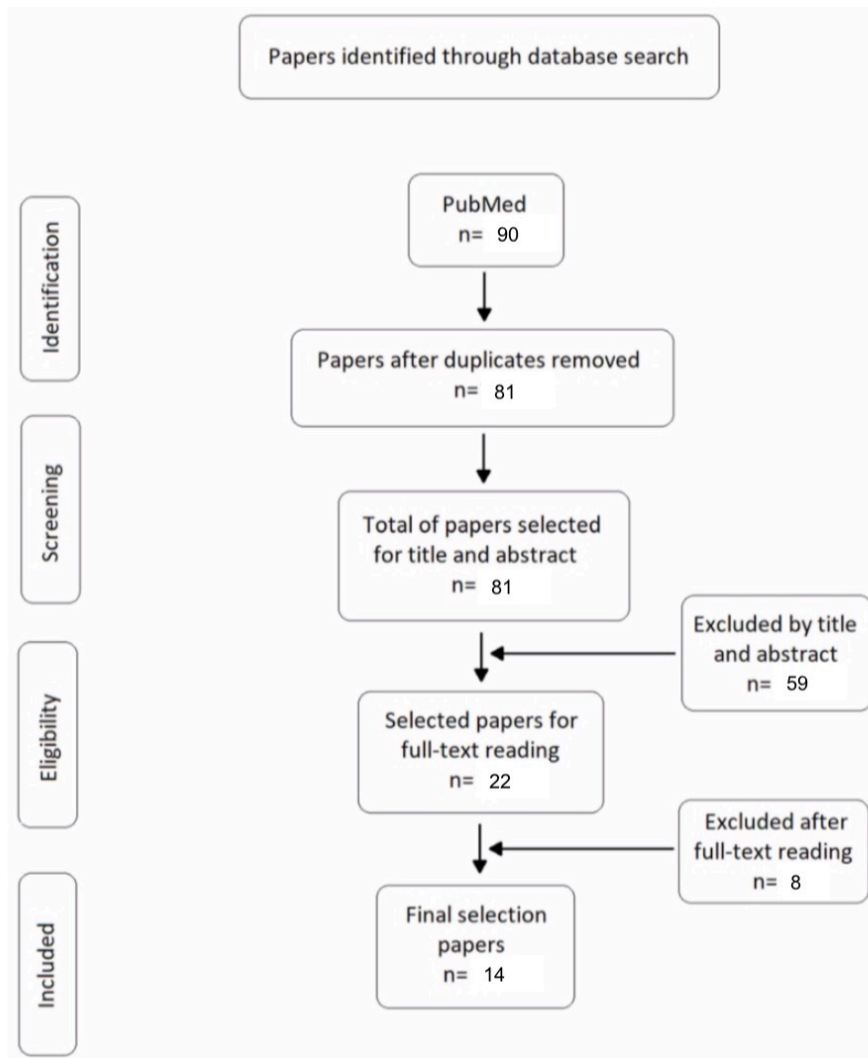 Papers identified through database search
PubMed
n= 90
Identification
Papers after duplicates removed
n= 81
Screening
Total of papers selected
for title and abstract
n= 81
Excluded by title
and abstract
n= 59
Eligibility
Selected papers for
full-text reading
n= 22
Excluded after
full-text reading
n= 8
Included
Final selection
papers
n= 14